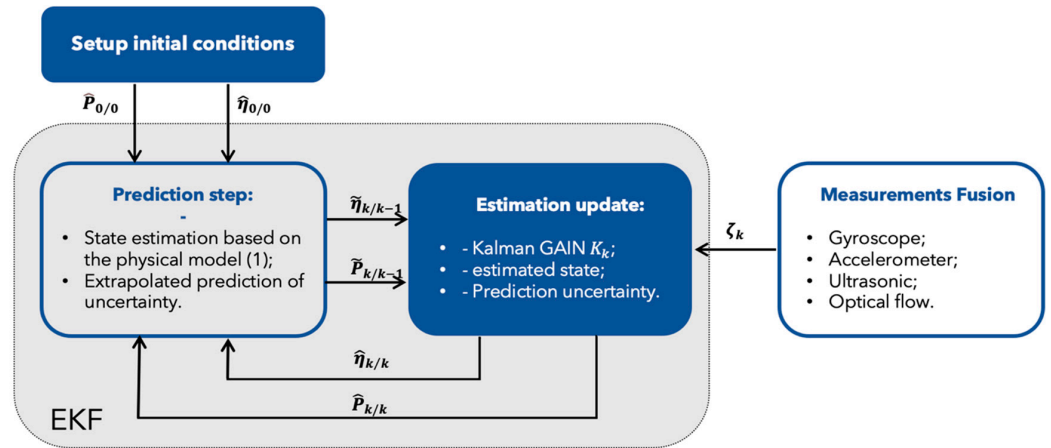 Setup initial conditions
P̂₀/₀
η̂₀/₀
Prediction step:
-
• State estimation based on
the physical model (1);
• Extrapolated prediction of
uncertainty.
η̃ₖ/ₖ₋₁
P̃ₖ/ₖ₋₁
Estimation update:
• - Kalman GAIN Kₖ;
• - estimated state;
• - Prediction uncertainty.
ζₖ
Measurements Fusion
• Gyroscope;
• Accelerometer;
• Ultrasonic;
• Optical flow.
η̂ₖ/ₖ
P̂ₖ/ₖ
EKF